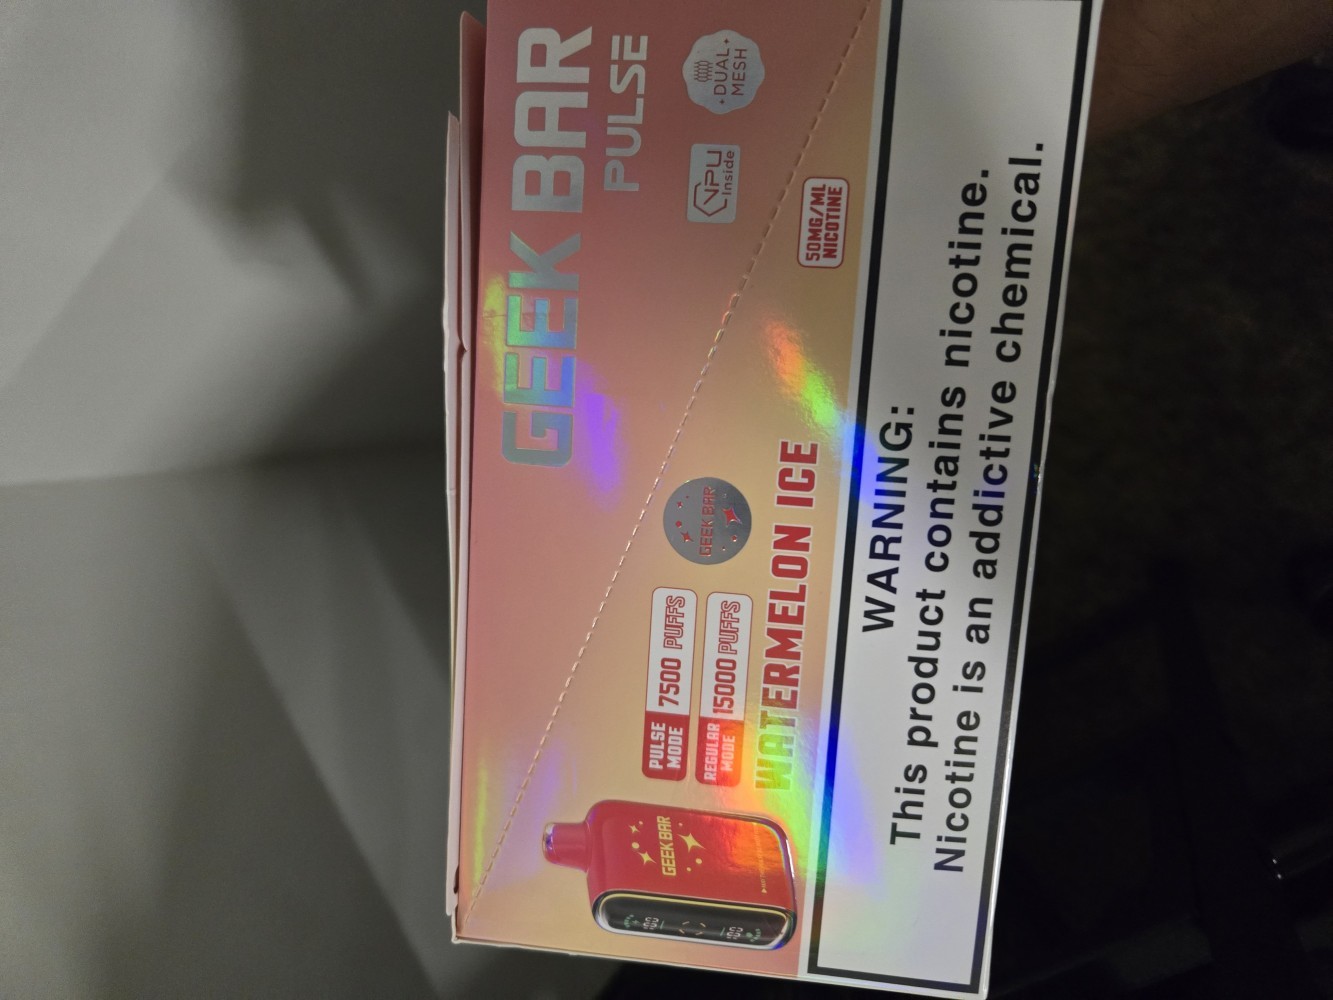 GEEK BAR
PULSE
VPU
Inside
DUAL
MESH
GEEK BAR
PULSE
MODE
7500 PUFFS
REGULAR
MODE
15000 PUFFS
GEEK BAR
WATERMELON ICE
50MG/ML
NICOTINE
WARNING:
This product contains nicotine.
Nicotine is an addictive chemical.